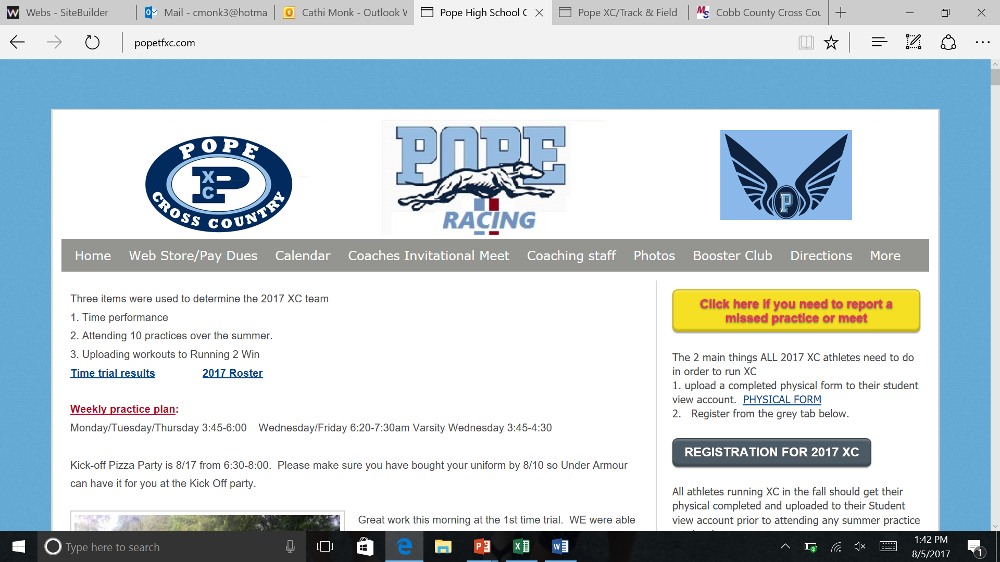 Webs - SiteBuilder
Mail - cmonk3@hotma
Cathi Monk - Outlook W
Pope High School C
Pope XC/Track & Field
Cobb County Cross Cou
popetfxc.com
POPE
XC
P
CROSS COUNTRY
POPE
RACING
P
Home Web Store/Pay Dues Calendar Coaches Invitational Meet Coaching staff Photos Booster Club Directions More
Three items were used to determine the 2017 XC team
1. Time performance
2. Attending 10 practices over the summer.
3. Uploading workouts to Running 2 Win
Time trial results 2017 Roster
Weekly practice plan:
Monday/Tuesday/Thursday 3:45-6:00 Wednesday/Friday 6:20-7:30am Varsity Wednesday 3:45-4:30
Kick-off Pizza Party is 8/17 from 6:30-8:00. Please make sure you have bought your uniform by 8/10 so Under Armour
can have it for you at the Kick Off party.
Great work this morning at the 1st time trial. WE were able
Click here if you need to report a
missed practice or meet
The 2 main things ALL 2017 XC athletes need to do
in order to run XC
1. upload a completed physical form to their student
view account. PHYSICAL FORM
2. Register from the grey tab below.
REGISTRATION FOR 2017 XC
All athletes running XC in the fall should get their
physical completed and uploaded to their Student
view account prior to attending any summer practice
Type here to search
1:42 PM
8/5/2017
1